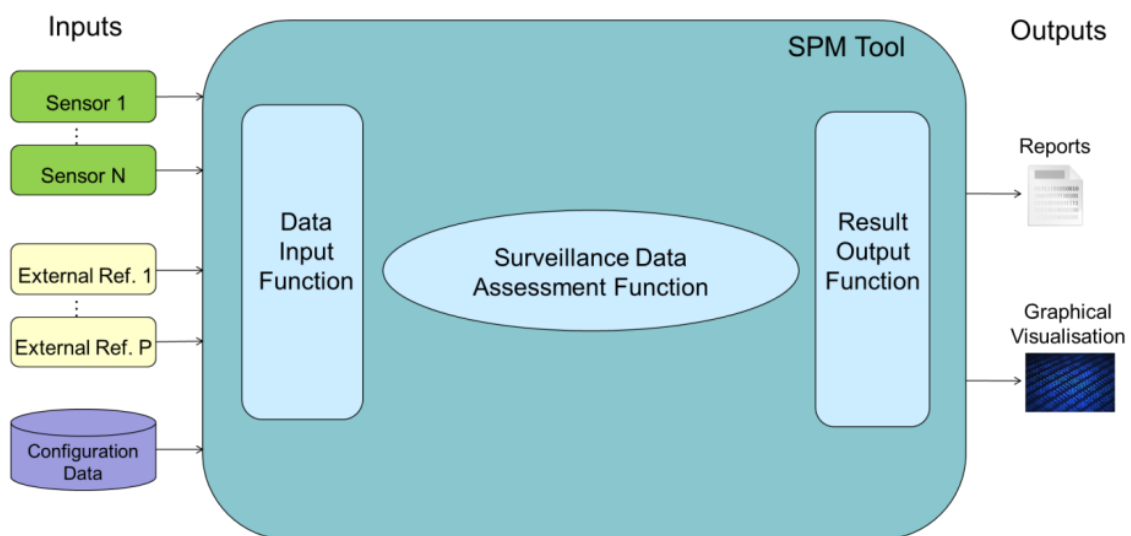 Inputs
SPM Tool
Outputs
Sensor 1
Sensor N
External Ref. 1
External Ref. P
Configuration
Data
Data
Input
Function
Surveillance Data
Assessment Function
Result
Output
Function
Reports
Graphical
Visualisation